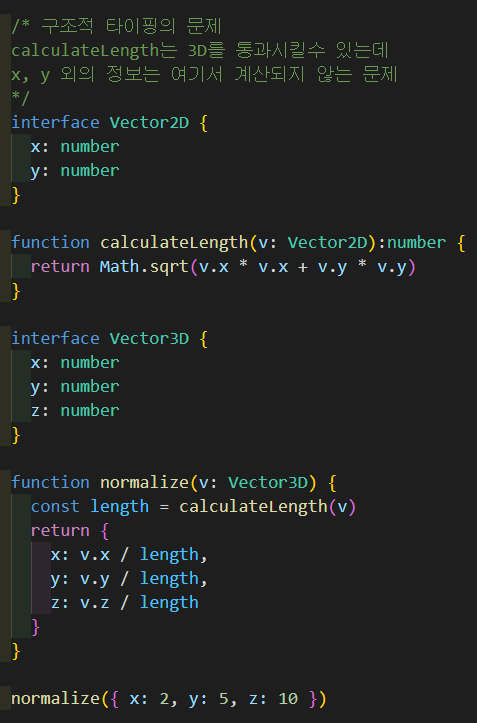 /* 구조적 타이핑의 문제
calculateLength는 3D를 통과시킬수 있는데
x, y 외의 정보는 여기서 계산되지 않는 문제
*/
interface Vector2D {
  x: number
  y: number
}

function calculateLength(v: Vector2D):number {
  return Math.sqrt(v.x * v.x + v.y * v.y)
}

interface Vector3D {
  x: number
  y: number
  z: number
}

function normalize(v: Vector3D) {
  const length = calculateLength(v)
  return {
    x: v.x / length,
    y: v.y / length,
    z: v.z / length
  }
}

normalize({ x: 2, y: 5, z: 10 })